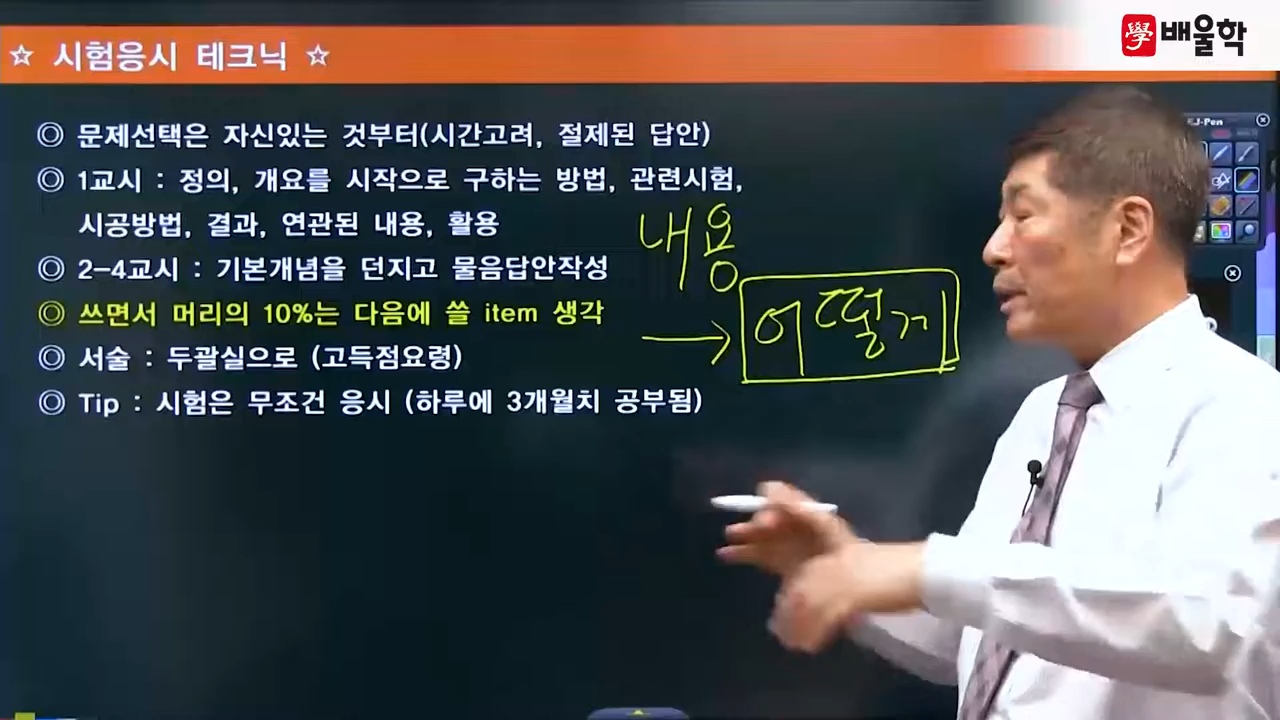 學 배울학
☆ 시험응시 테크닉 ☆
◎ 문제선택은 자신있는 것부터(시간고려, 절제된 답안)
◎ 1교시 : 정의, 개요를 시작으로 구하는 방법, 관련시험,
시공방법, 결과, 연관된 내용, 활용
◎ 2-4교시 : 기본개념을 던지고 물음답안작성
◎ 쓰면서 머리의 10%는 다음에 쓸 item 생각
◎ 서술 : 두괄실으로 (고득점요령)
◎ Tip : 시험은 무조건 응시 (하루에 3개월치 공부됨)
내용
→ 어떻게